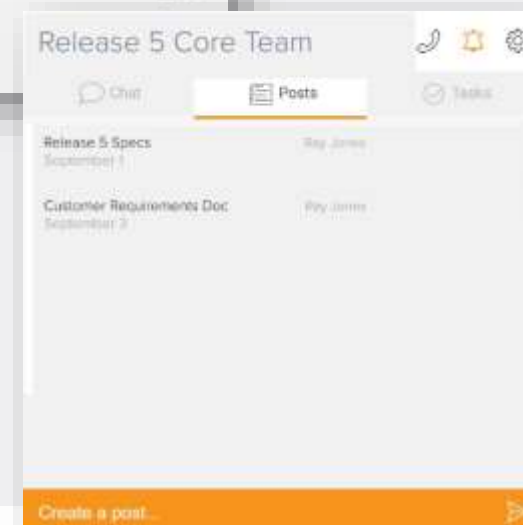 Release 5 Core Team
Chat
Posts
Tasks
Release 5 Specs
Ray Jones
September 1
Customer Requirements Doc
Ray Jones
September 3
Create a post...